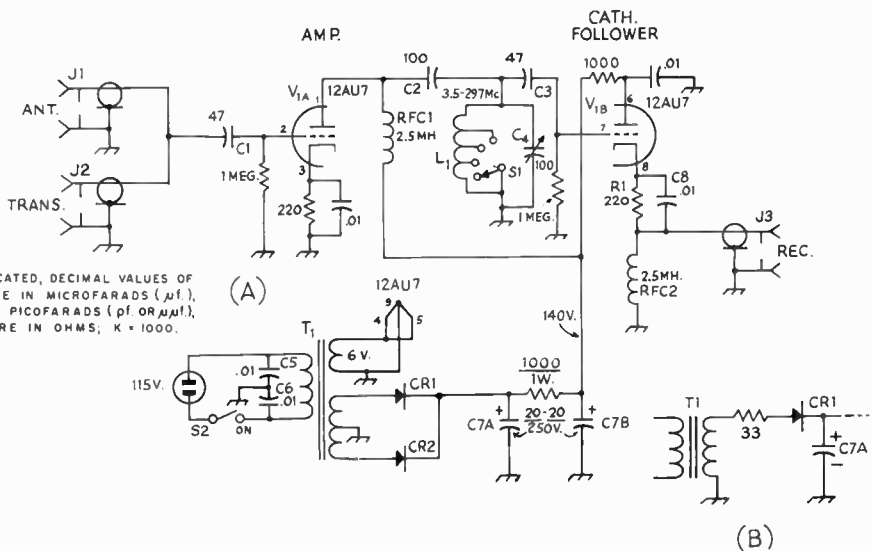 AMP.
CATH.
FOLLOWER
J1
ANT.
J2
TRANS.
47
C1
1 MEG.
V1A
1
12AU7
2
3
220
.01
RFC1
2.5MH
100
C2
3.5-297Mc
47
C3
L1
S1
C4
100
1 MEG.
1000
.01
V1B
6
12AU7
7
8
R1
220
C8
.01
J3
REC.
2.5MH.
RFC2
(A)
CATED, DECIMAL VALUES OF
E IN MICROFARADS (μf.),
PICOFARADS (pf. OR μμf.),
RE IN OHMS; K = 1000.
12AU7
9
4
5
T1
6 V.
115V.
.01
C5
C6
.01
S2
ON
CR1
CR2
140V.
1000
1W.
C7A
+
20-20
250V.
+
C7B
T1
33
CR1
+
C7A
−
(B)